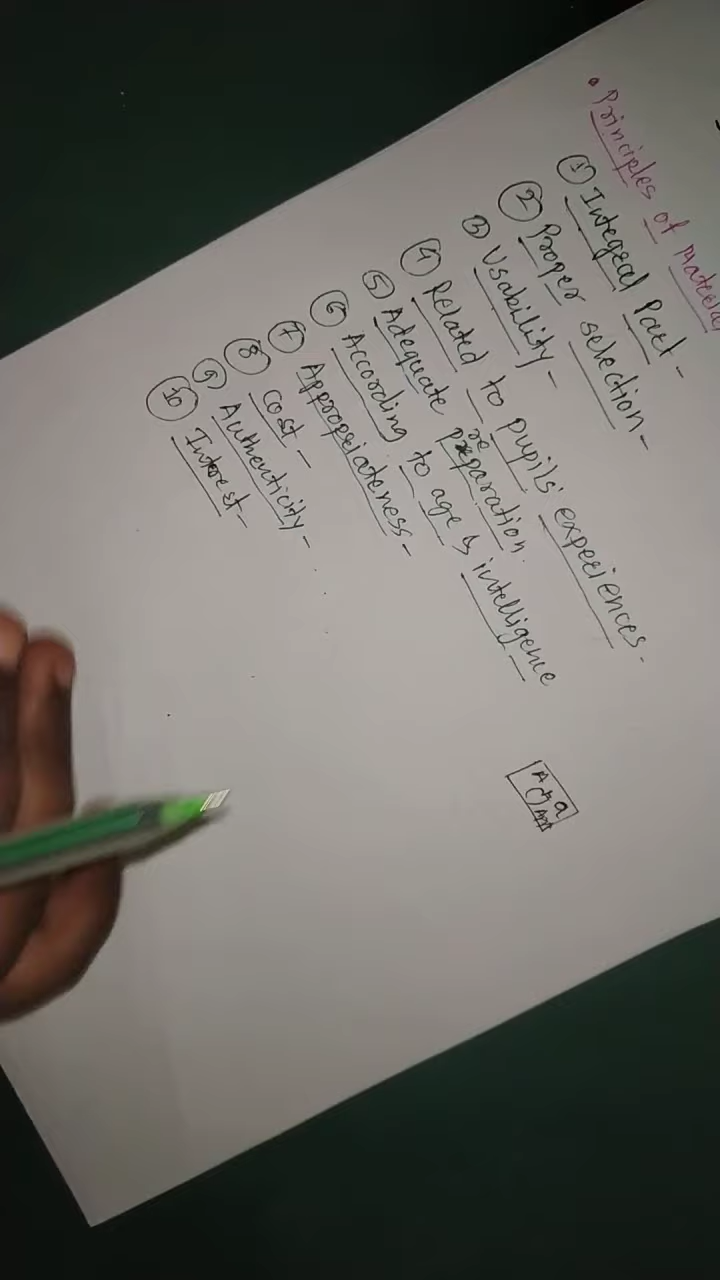 • Principles of Material
① Integral Part -
② Proper selection -
③ Usability -
④ Related to pupils' experiences -
⑤ Adequate preparation.
⑥ According to age & intelligence -
⑦ Appropriateness -
⑧ Cost -
⑨ Authenticity -
⑩ Interest -